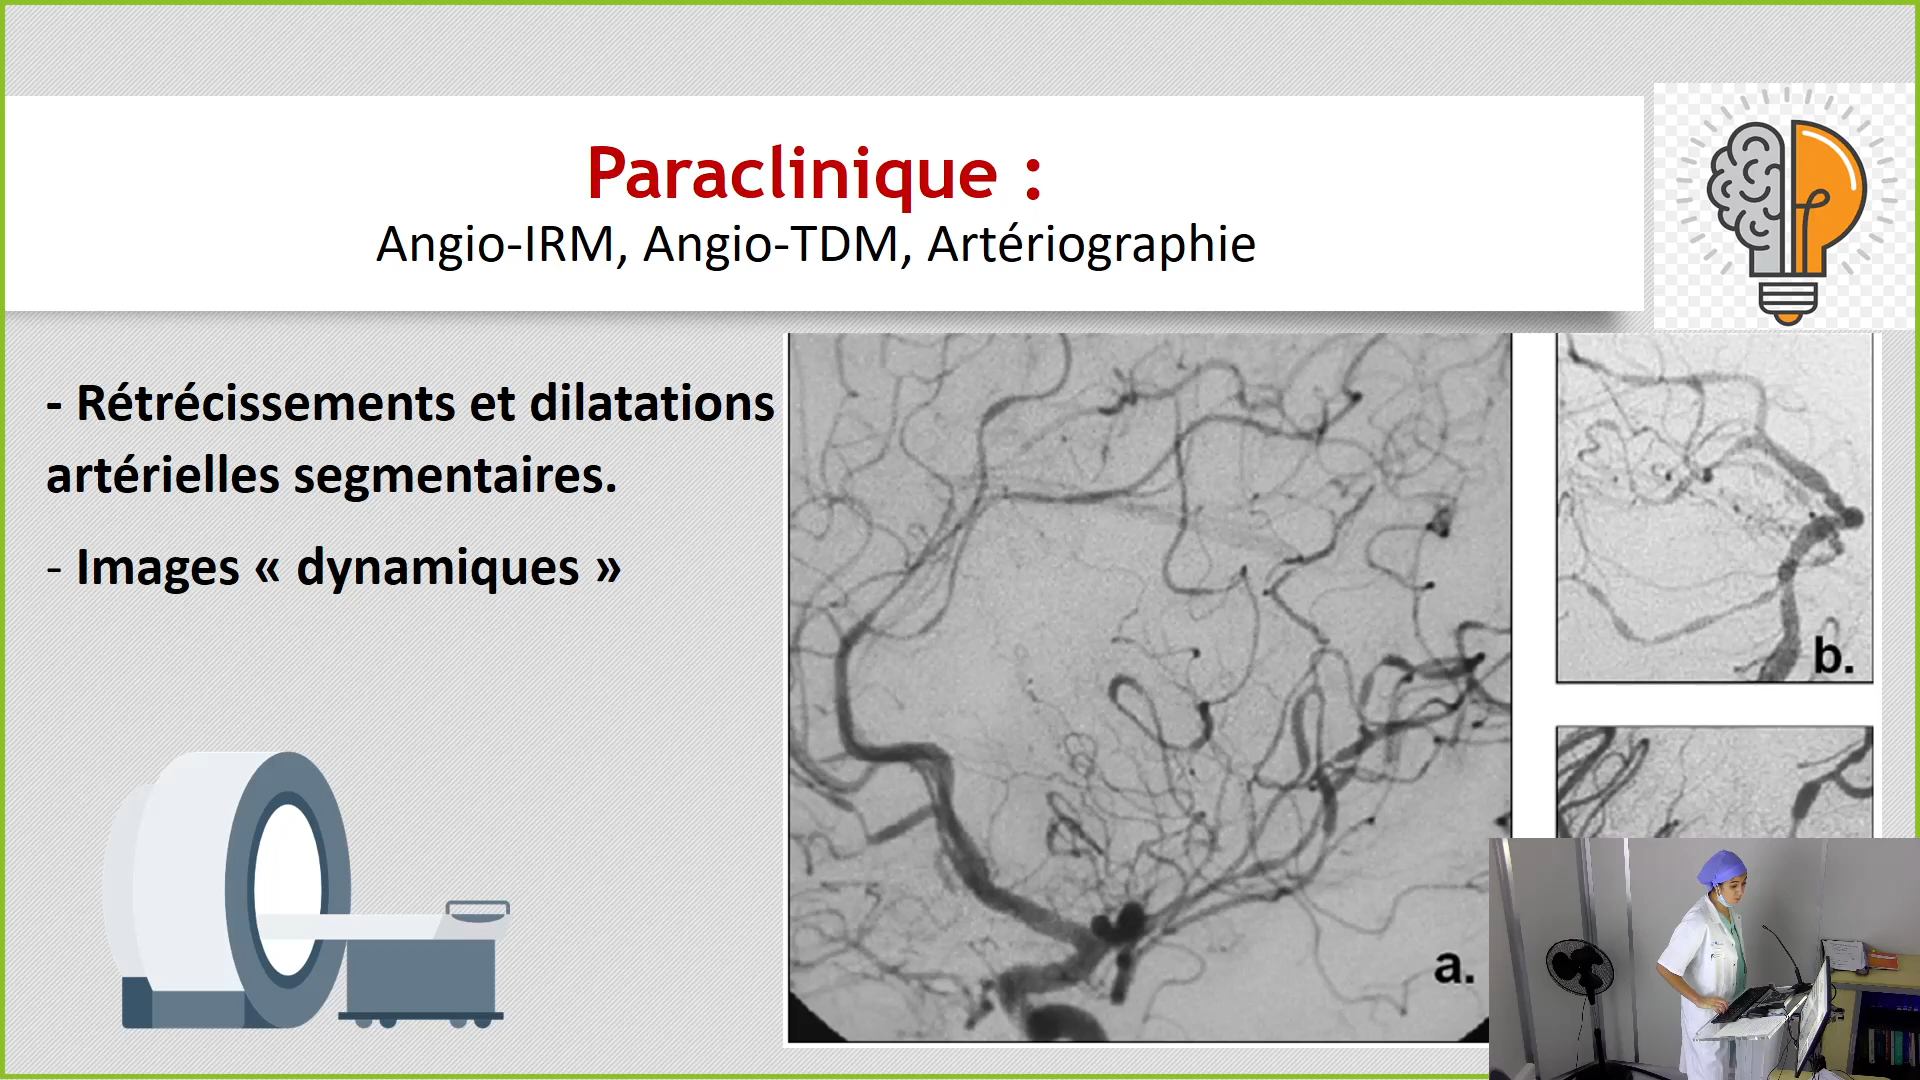 Paraclinique :
Angio-IRM, Angio-TDM, Artériographie
- Rétrécissements et dilatations
artérielles segmentaires.
- Images « dynamiques »
a.
b.